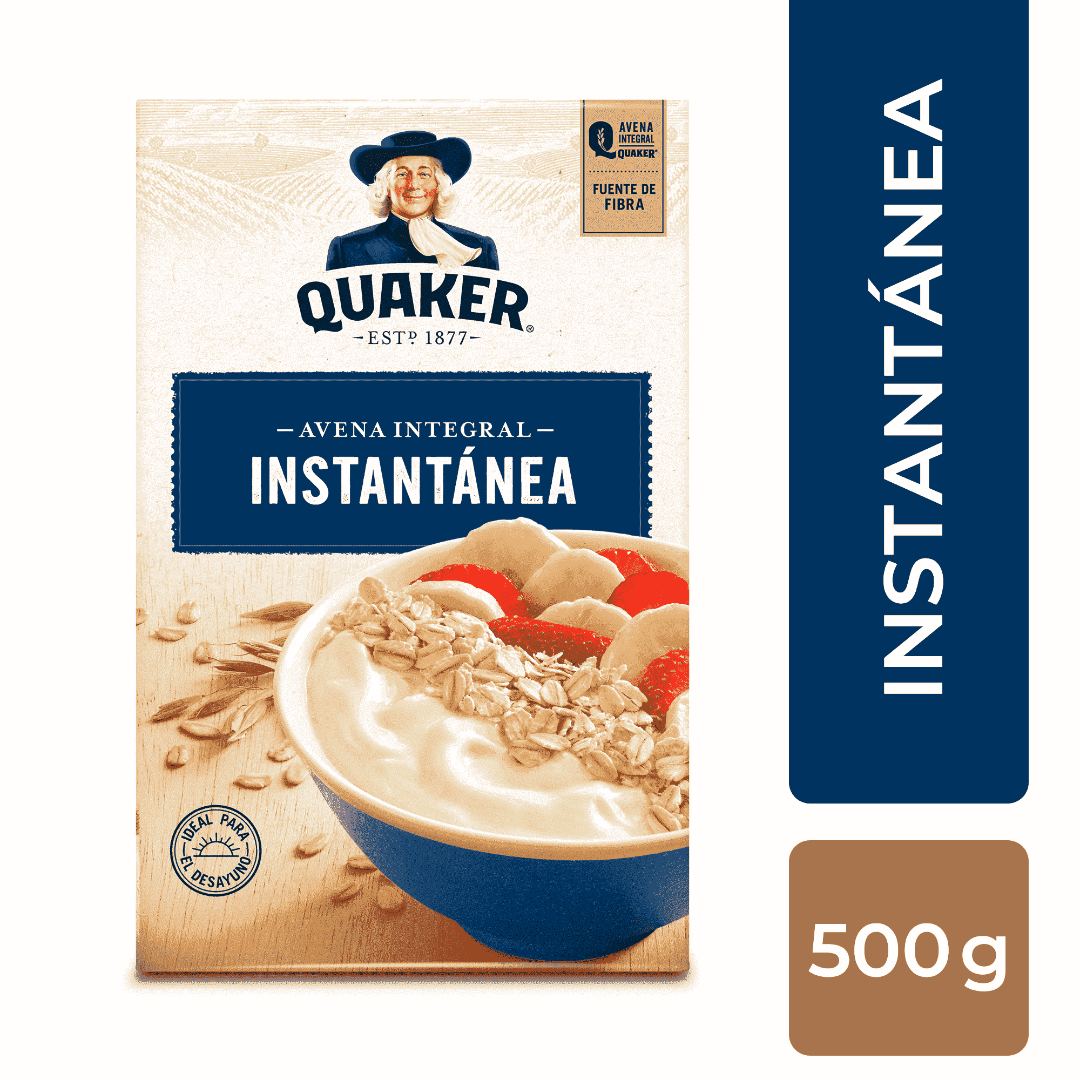 AVENA
INTEGRAL
QUAKER®
FUENTE DE
FIBRA
QUAKER®
ESTD 1877
AVENA INTEGRAL
INSTANTÁNEA
IDEAL PARA
EL DESAYUNO
INSTANTÁNEA
500 g